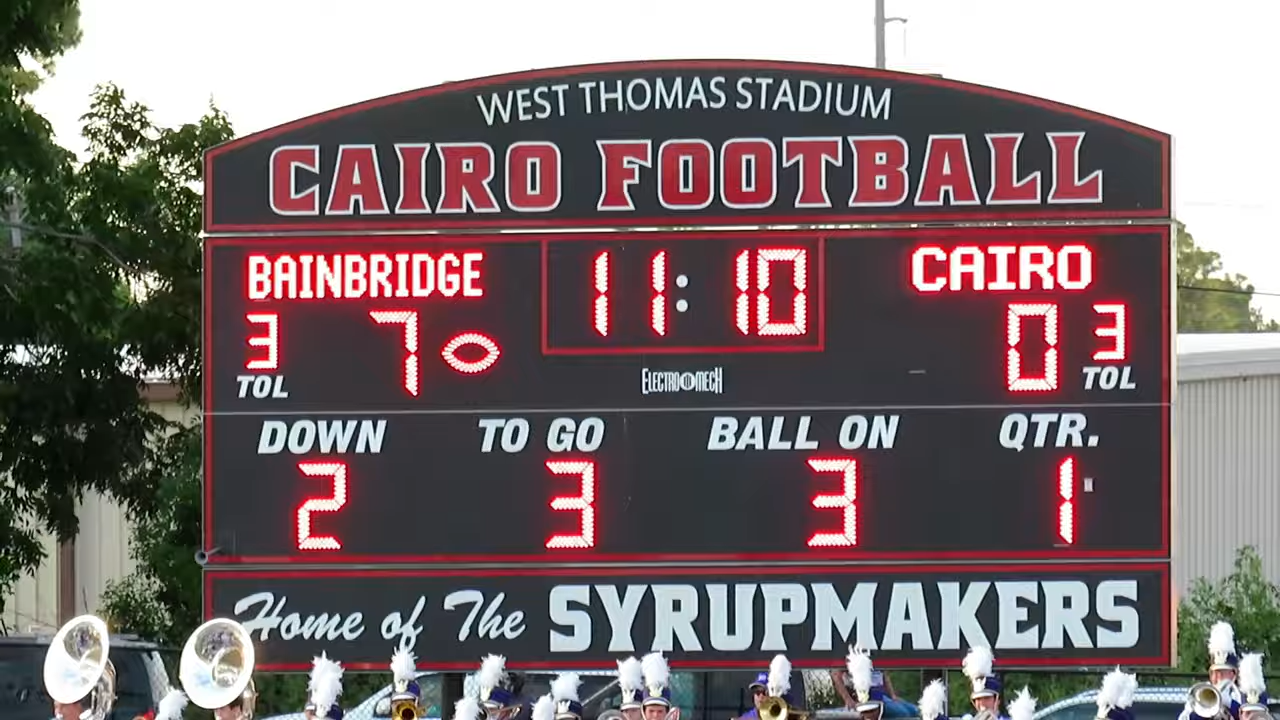 WEST THOMAS STADIUM
CAIRO FOOTBALL
BAINBRIDGE 11:10 CAIRO
3 7 0 3
TOL ELECTRO-MECH TOL
DOWN TO GO BALL ON QTR.
2 3 3 1
Home of The SYRUPMAKERS